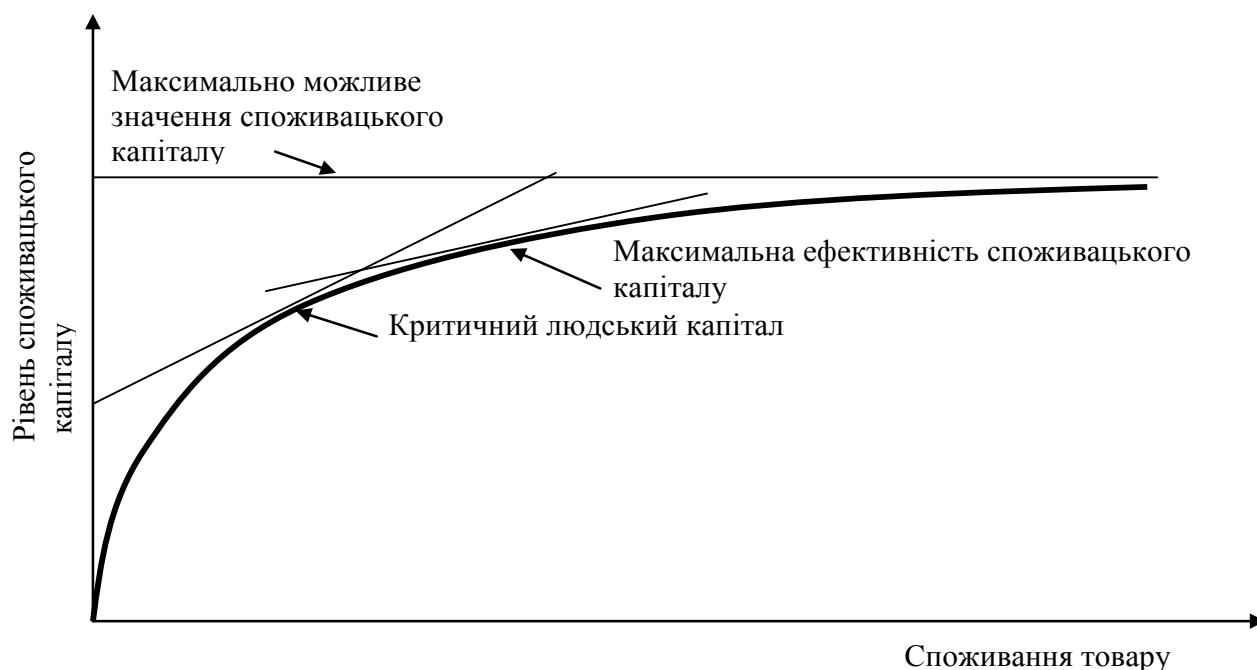 Максимально можливе
значення споживацького
капіталу
Максимальна ефективність споживацького
капіталу
Критичний людський капітал
Рівень споживацького
капіталу
Споживання товару